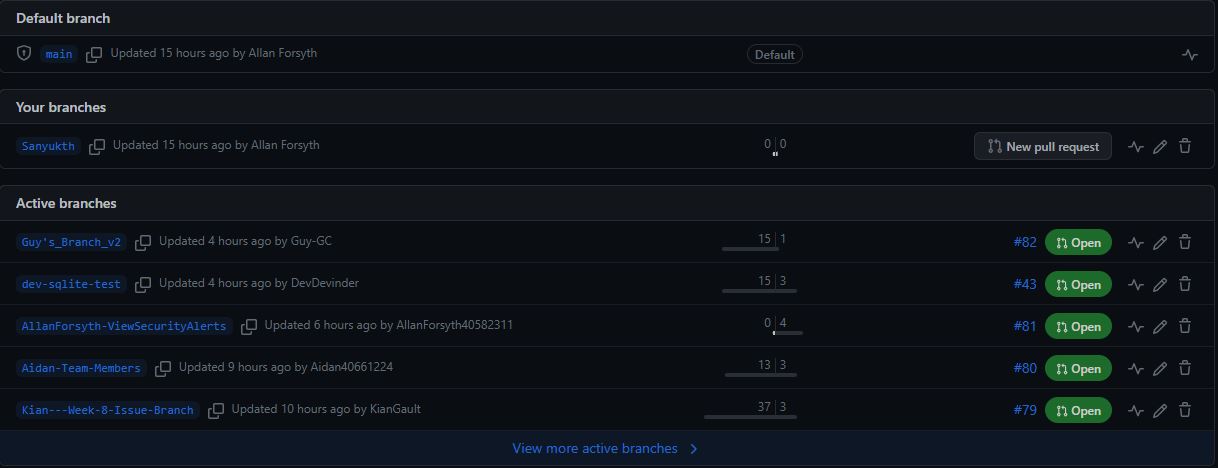 Default branch
main Updated 15 hours ago by Allan Forsyth Default
Your branches
Sanyukth Updated 15 hours ago by Allan Forsyth 0 0 New pull request
Active branches
Guy's_Branch_v2 Updated 4 hours ago by Guy-GC 15 1 #82 Open
dev-sqlite-test Updated 4 hours ago by DevDevinder 15 3 #43 Open
AllanForsyth-ViewSecurityAlerts Updated 6 hours ago by AllanForsyth40582311 0 4 #81 Open
Aidan-Team-Members Updated 9 hours ago by Aidan40661224 13 3 #80 Open
Kian---Week-8-Issue-Branch Updated 10 hours ago by KianGault 37 3 #79 Open
View more active branches